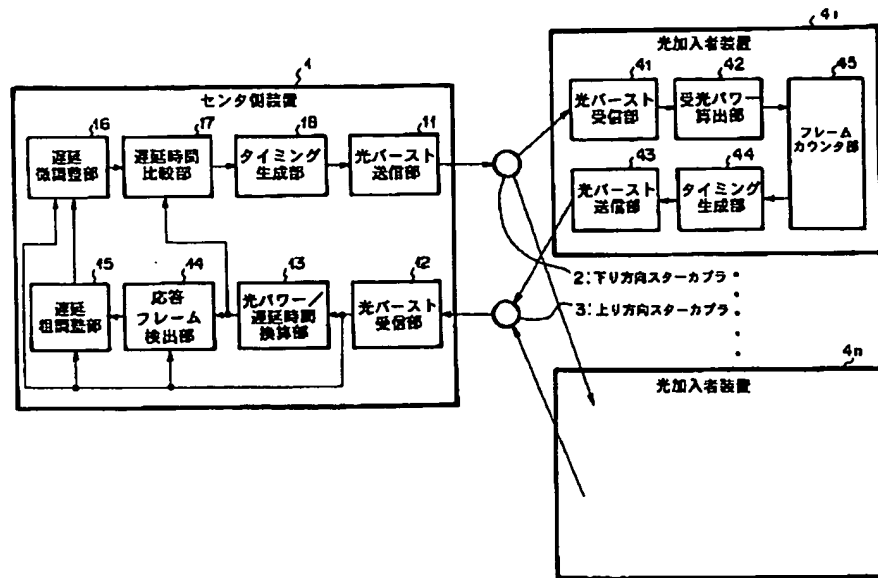 1
センタ側装置
16
遅延
微調整部
17
遅延時間
比較部
18
タイミング
生成部
11
光バースト
送信部
15
遅延
粗調整部
14
応答
フレーム
検出部
13
光パワー/
遅延時間
換算部
12
光バースト
受信部
2:下り方向スターカプラ
3:上り方向スターカプラ
41
光加入者装置
41
光バースト
受信部
42
受光パワー
算出部
45
フレーム
カウンタ部
43
光バースト
送信部
44
タイミング
生成部
4n
光加入者装置